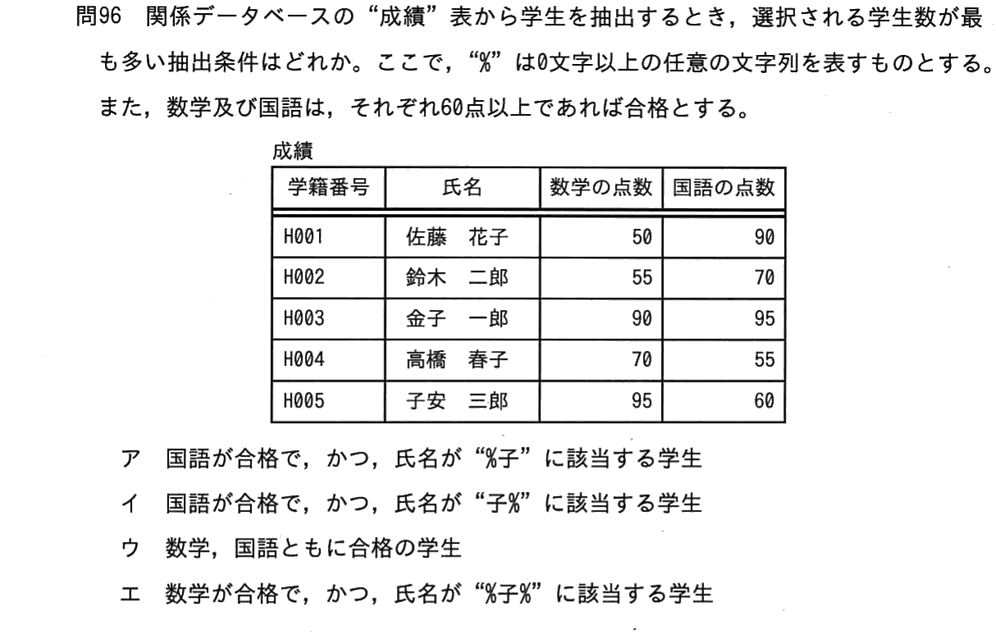 問96　関係データベースの“成績”表から学生を抽出するとき，選択される学生数が最
も多い抽出条件はどれか。ここで，“%”は0文字以上の任意の文字列を表すものとする。
また，数学及び国語は，それぞれ60点以上であれば合格とする。
成績
学籍番号　氏名　数学の点数　国語の点数
H001　佐藤　花子　50　90
H002　鈴木　二郎　55　70
H003　金子　一郎　90　95
H004　高橋　春子　70　55
H005　子安　三郎　95　60
ア　国語が合格で，かつ，氏名が“%子”に該当する学生
イ　国語が合格で，かつ，氏名が“子%”に該当する学生
ウ　数学，国語ともに合格の学生
エ　数学が合格で，かつ，氏名が“%子%”に該当する学生